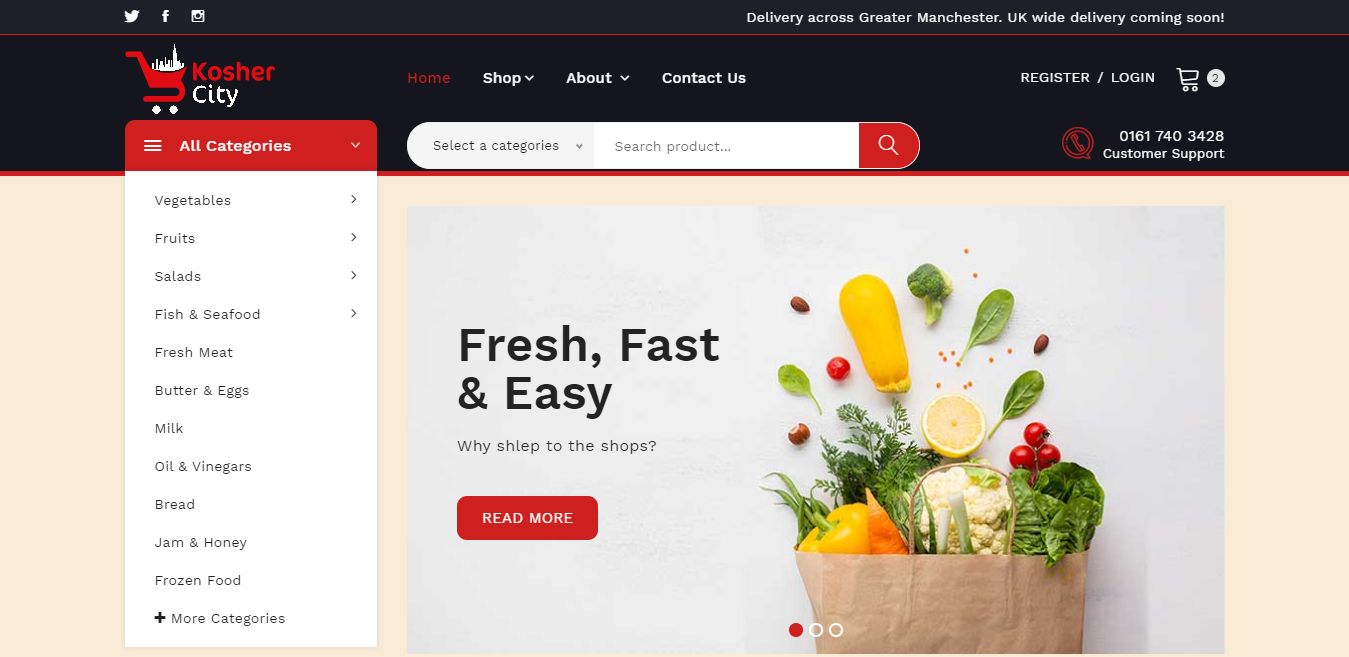 Delivery across Greater Manchester. UK wide delivery coming soon!
Kosher
City
Home
Shop
About
Contact Us
REGISTER / LOGIN
2
All Categories
Select a categories
Search product...
0161 740 3428
Customer Support
Vegetables
Fruits
Salads
Fish & Seafood
Fresh Meat
Butter & Eggs
Milk
Oil & Vinegars
Bread
Jam & Honey
Frozen Food
More Categories
Fresh, Fast
& Easy
Why shlep to the shops?
READ MORE